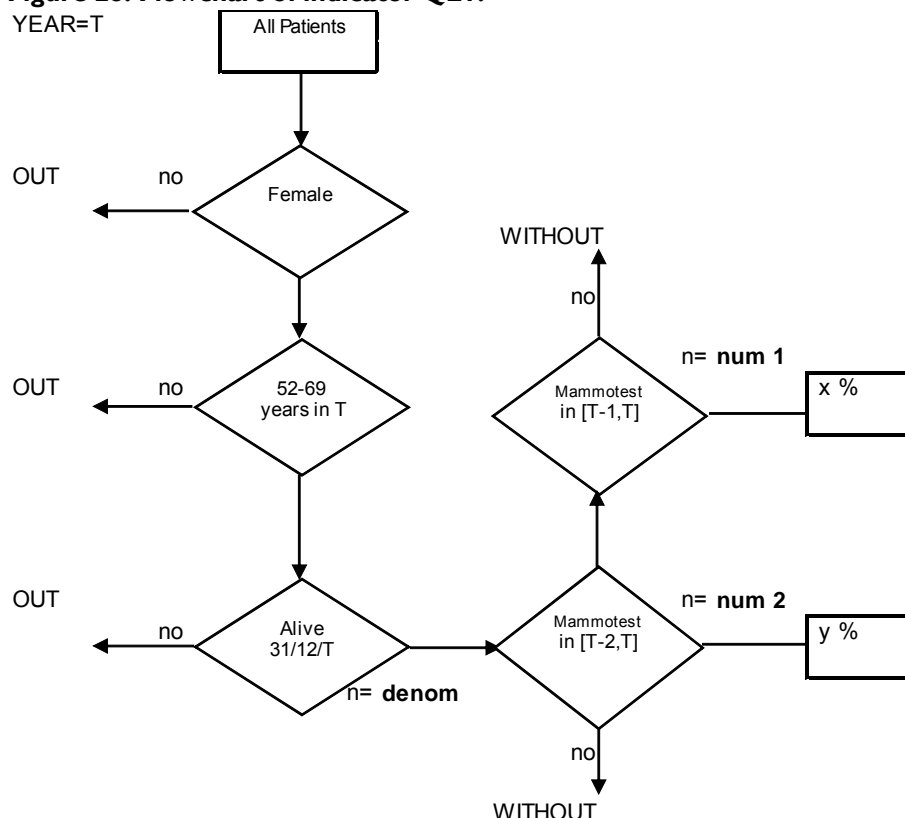 YEAR=T
All Patients
OUT
no
Female
WITHOUT
no
OUT
no
52-69
years in T
Mammotest
in [T-1,T]
n= num 1
x %
OUT
no
Alive
31/12/T
n= denom
Mammotest
in [T-2,T]
n= num 2
y %
no
WITHOUT